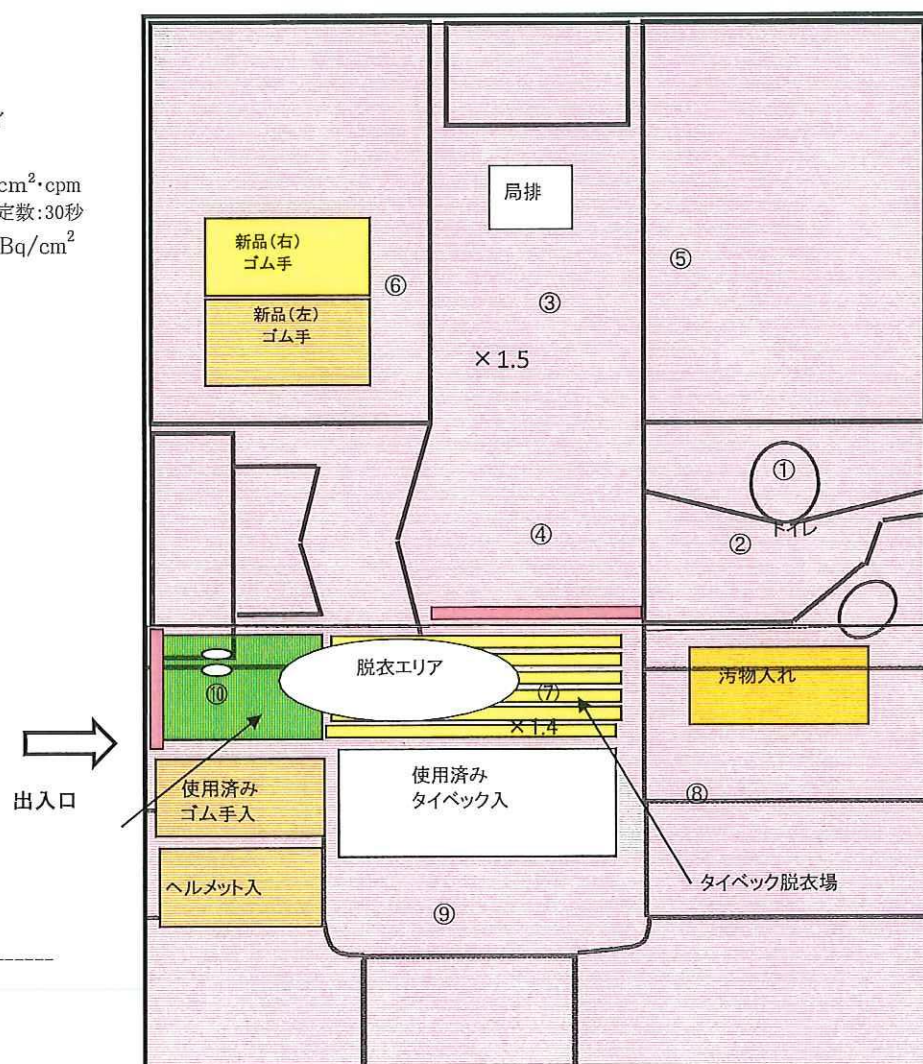 cm²・cpm
定数:30秒
Bq/cm²
局排
新品(右)
ゴム手
⑥
③
⑤
新品(左)
ゴム手
×1.5
①
④
②
トイレ
脱衣エリア
⑩
(7)
×1.4
汚物入れ
出入口
使用済み
ゴム手入
使用済み
タイベック入
⑧
ヘルメット入
タイベック脱衣場
⑨